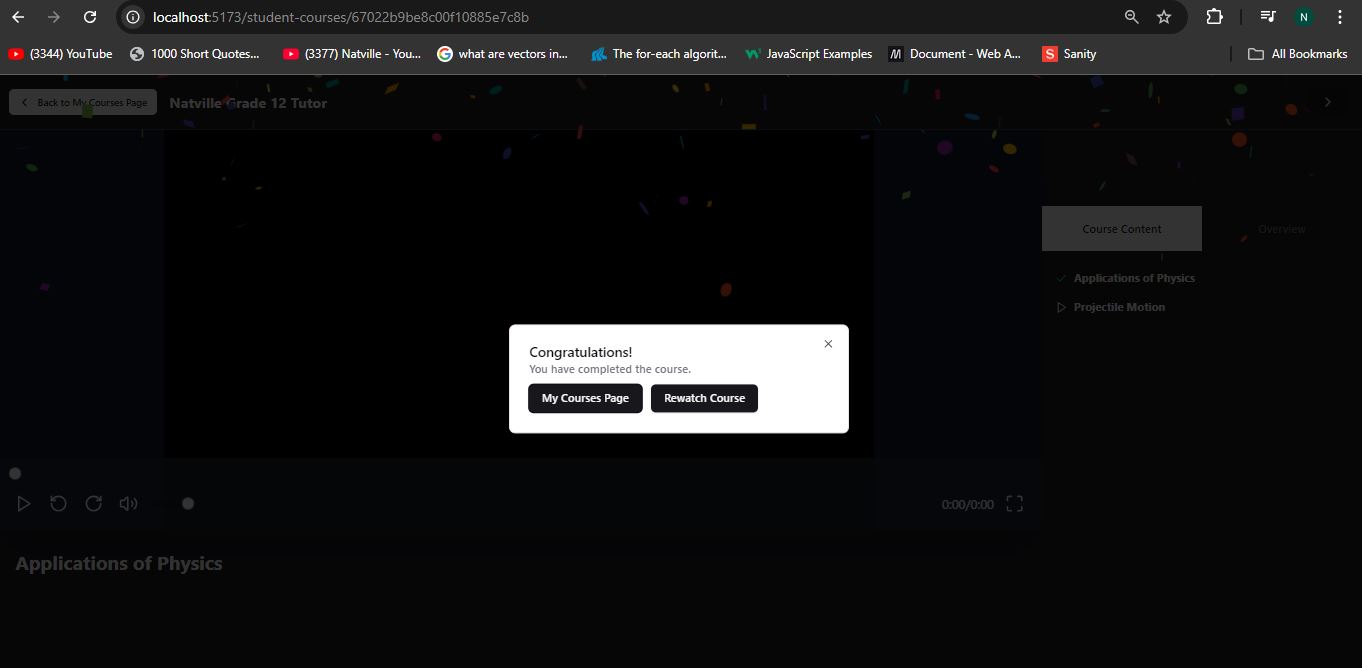 localhost:5173/student-courses/67022b9be8c00f10885e7c8b
N
(3344) YouTube
1000 Short Quotes...
(3377) Natville - You...
what are vectors in...
The for-each algorit...
JavaScript Examples
Document - Web A...
S Sanity
All Bookmarks
Back to My Courses Page
Natville Grade 12 Tutor
Course Content
Overview
Applications of Physics
Projectile Motion
Congratulations!
You have completed the course.
My Courses Page
Rewatch Course
0:00/0:00
Applications of Physics